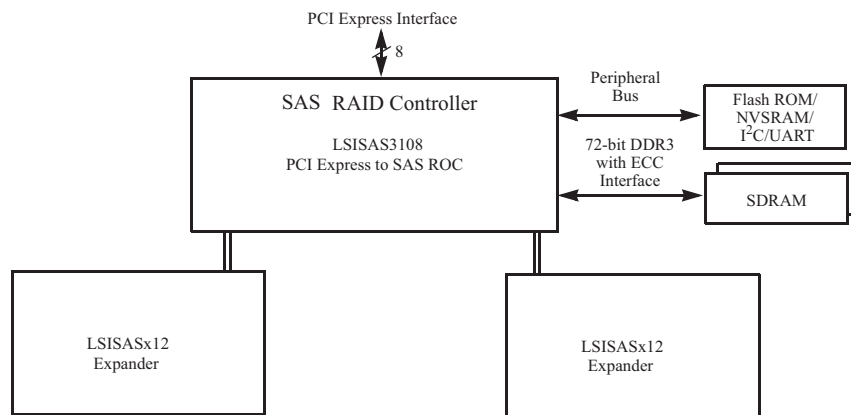 PCI Express Interface
8
SAS RAID Controller
LSISAS3108
PCI Express to SAS ROC
Peripheral
Bus
Flash ROM/
NVSRAM/
I²C/UART
72-bit DDR3
with ECC
Interface
SDRAM
LSISASx12
Expander
LSISASx12
Expander